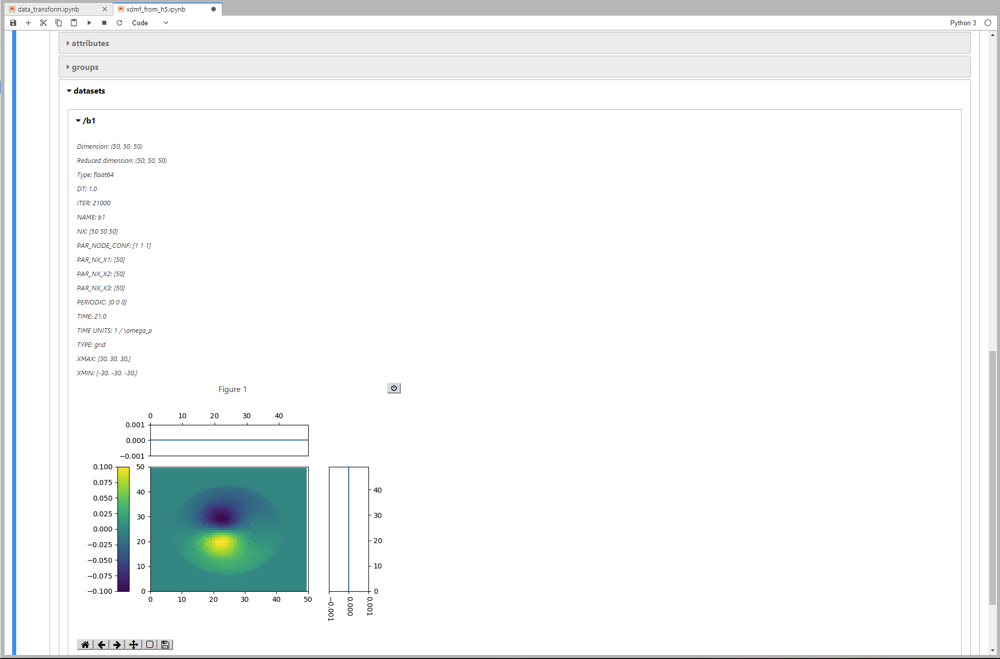 data_transform.ipynb
xdmf_from_h5.ipynb
Code
Python 3
attributes
groups
datasets
/b1
Dimension: (50, 50, 50)
Reduced dimension: (50, 50, 50)
Type: float64
DT: 1.0
ITER: 21000
NAME: b1
NX: [50 50 50]
PAR_NODE_CONF: [1 1 1]
PAR_NX_X1: [50]
PAR_NX_X2: [50]
PAR_NX_X3: [50]
PERIODIC: [0 0 0]
TIME: 21.0
TIME UNITS: 1 / \omega_p
TYPE: grid
XMAX: [30. 30. 30.]
XMIN: [-30. -30. -30.]
Figure 1
0 10 20 30 40
0.001
0.000
−0.001
0.100
0.075
0.050
0.025
0.000
−0.025
−0.050
−0.075
−0.100
50
40
30
20
10
0
0 10 20 30 40 50
40
30
20
10
0
−0.001
0.000
0.001